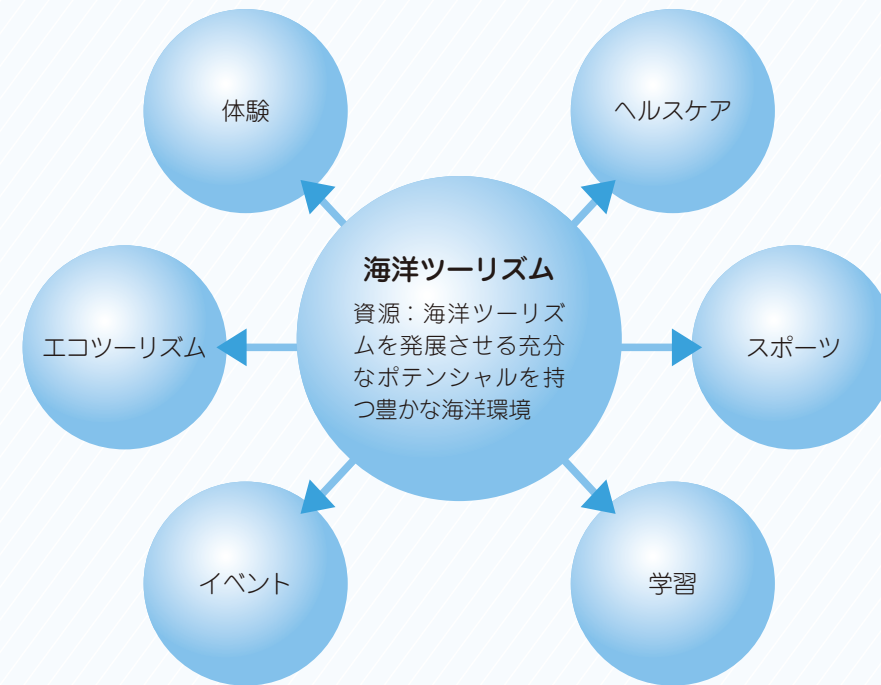 体験
ヘルスケア
海洋ツーリズム
資源：海洋ツーリズ
ムを発展させる充分
なポテンシャルを持
つ豊かな海洋環境
エコツーリズム
スポーツ
イベント
学習